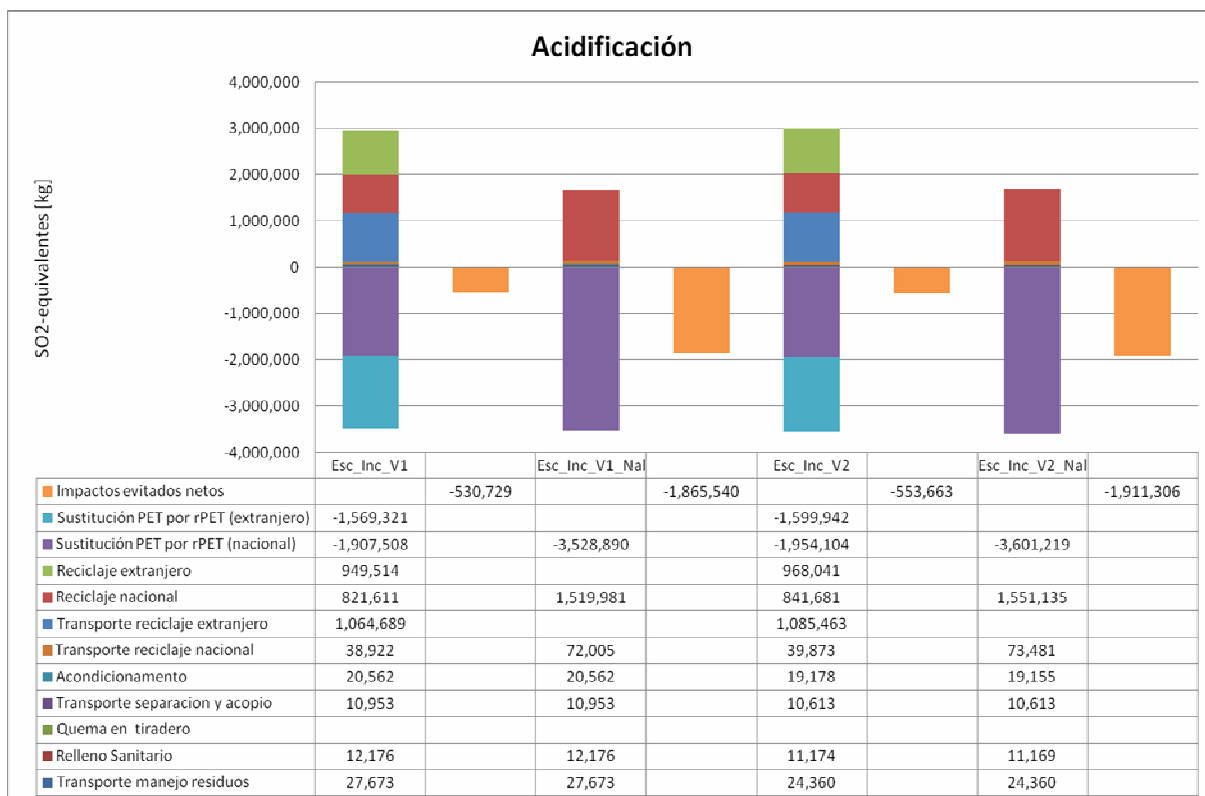 Acidificación
SO2-equivalentes [kg]
4,000,000
3,000,000
2,000,000
1,000,000
0
-1,000,000
-2,000,000
-3,000,000
-4,000,000
Esc_Inc_V1 Esc_Inc_V1_Nal Esc_Inc_V2 Esc_Inc_V2_Nal
Impactos evitados netos -530,729 -1,865,540 -553,663 -1,911,306
Sustitución PET por rPET (extranjero) -1,569,321 -1,599,942
Sustitución PET por rPET (nacional) -1,907,508 -3,528,890 -1,954,104 -3,601,219
Reciclaje extranjero 949,514 968,041
Reciclaje nacional 821,611 1,519,981 841,681 1,551,135
Transporte reciclaje extranjero 1,064,689 1,085,463
Transporte reciclaje nacional 38,922 72,005 39,873 73,481
Acondicionamento 20,562 20,562 19,178 19,155
Transporte separacion y acopio 10,953 10,953 10,613 10,613
Quema en tiradero
Relleno Sanitario 12,176 12,176 11,174 11,169
Transporte manejo residuos 27,673 27,673 24,360 24,360